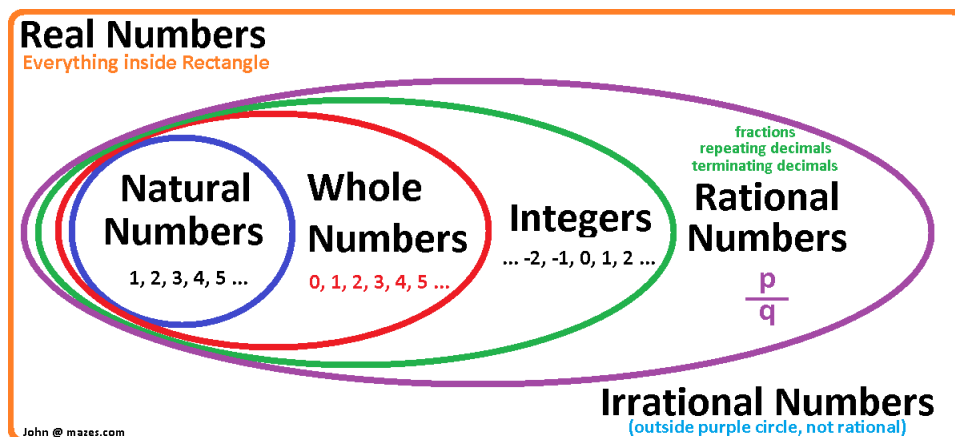 Real Numbers
Everything inside Rectangle
Natural
Numbers
1, 2, 3, 4, 5 ...
Whole
Numbers
0, 1, 2, 3, 4, 5 ...
Integers
... -2, -1, 0, 1, 2 ...
fractions
repeating decimals
terminating decimals
Rational
Numbers
p
q
Irrational Numbers
(outside purple circle, not rational)
John @ mazes.com